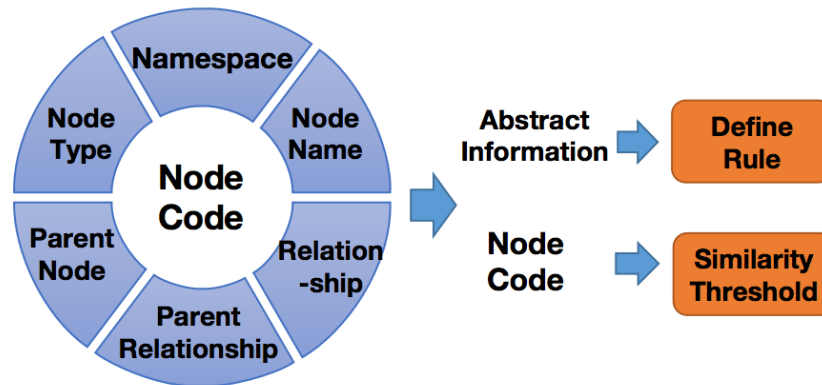 Namespace
Node
Type
Node
Name
Node
Code
Parent
Node
Relation
-ship
Parent
Relationship
Abstract
Information
Define
Rule
Node
Code
Similarity
Threshold